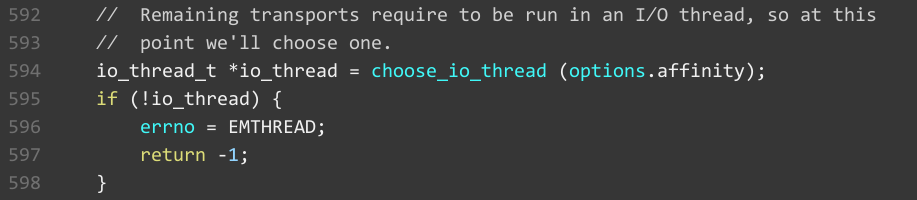 592 //  Remaining transports require to be run in an I/O thread, so at this
593 //  point we'll choose one.
594 io_thread_t *io_thread = choose_io_thread (options.affinity);
595 if (!io_thread) {
596     errno = EMTHREAD;
597     return -1;
598 }